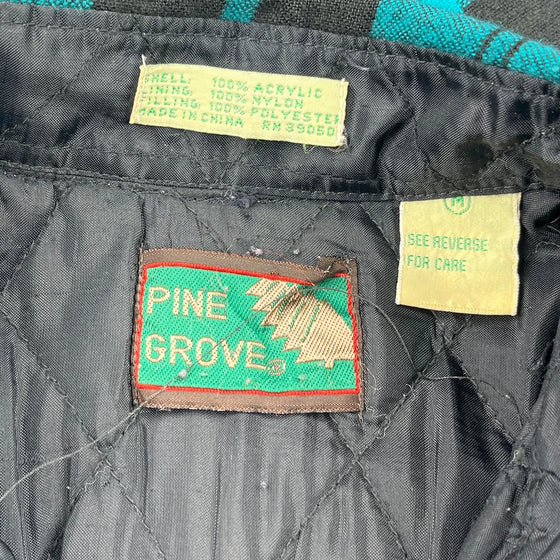 SHELL: 100% ACRYLIC
LINING: 100% NYLON
FILLING: 100% POLYESTER
MADE IN CHINA RN 39050
M
SEE REVERSE
FOR CARE
PINE
GROVE®